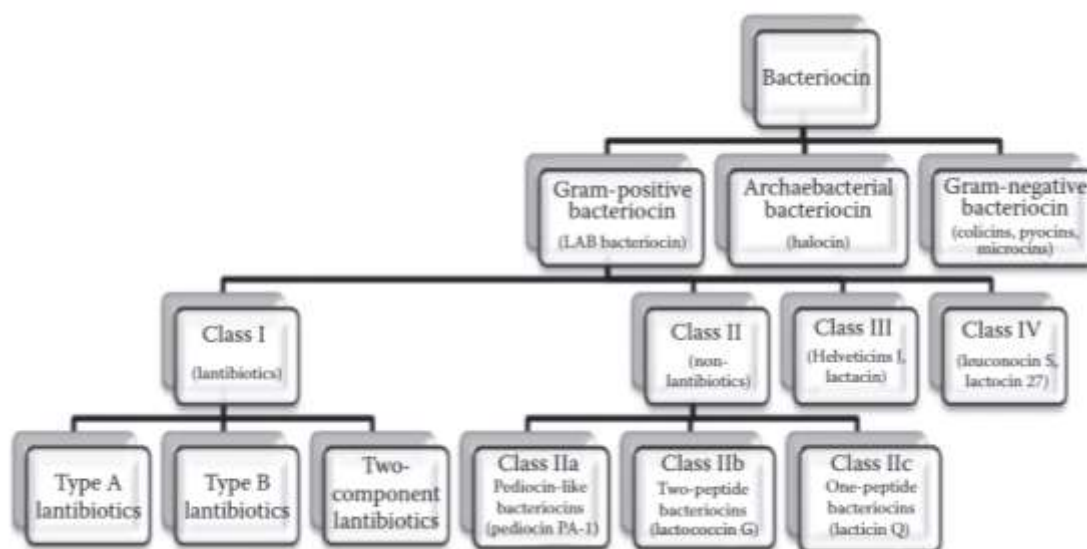 Bacteriocin
Gram-positive
bacteriocin
(LAB bacteriocin)
Archaebacterial
bacteriocin
(halocin)
Gram-negative
bacteriocin
(colicins, pyocins,
microcins)
Class I
(lantibiotics)
Class II
(non-
lantibiotics)
Class III
(Helveticins J,
lactacin)
Class IV
(leuconocin S,
lactocin 27)
Type A
lantibiotics
Type B
lantibiotics
Two-
component
lantibiotics
Class IIa
Pediocin-like
bacteriocins
(pediocin PA-1)
Class IIb
Two-peptide
bacteriocins
(lactococcin G)
Class IIc
One-peptide
bacteriocins
(lacticin Q)